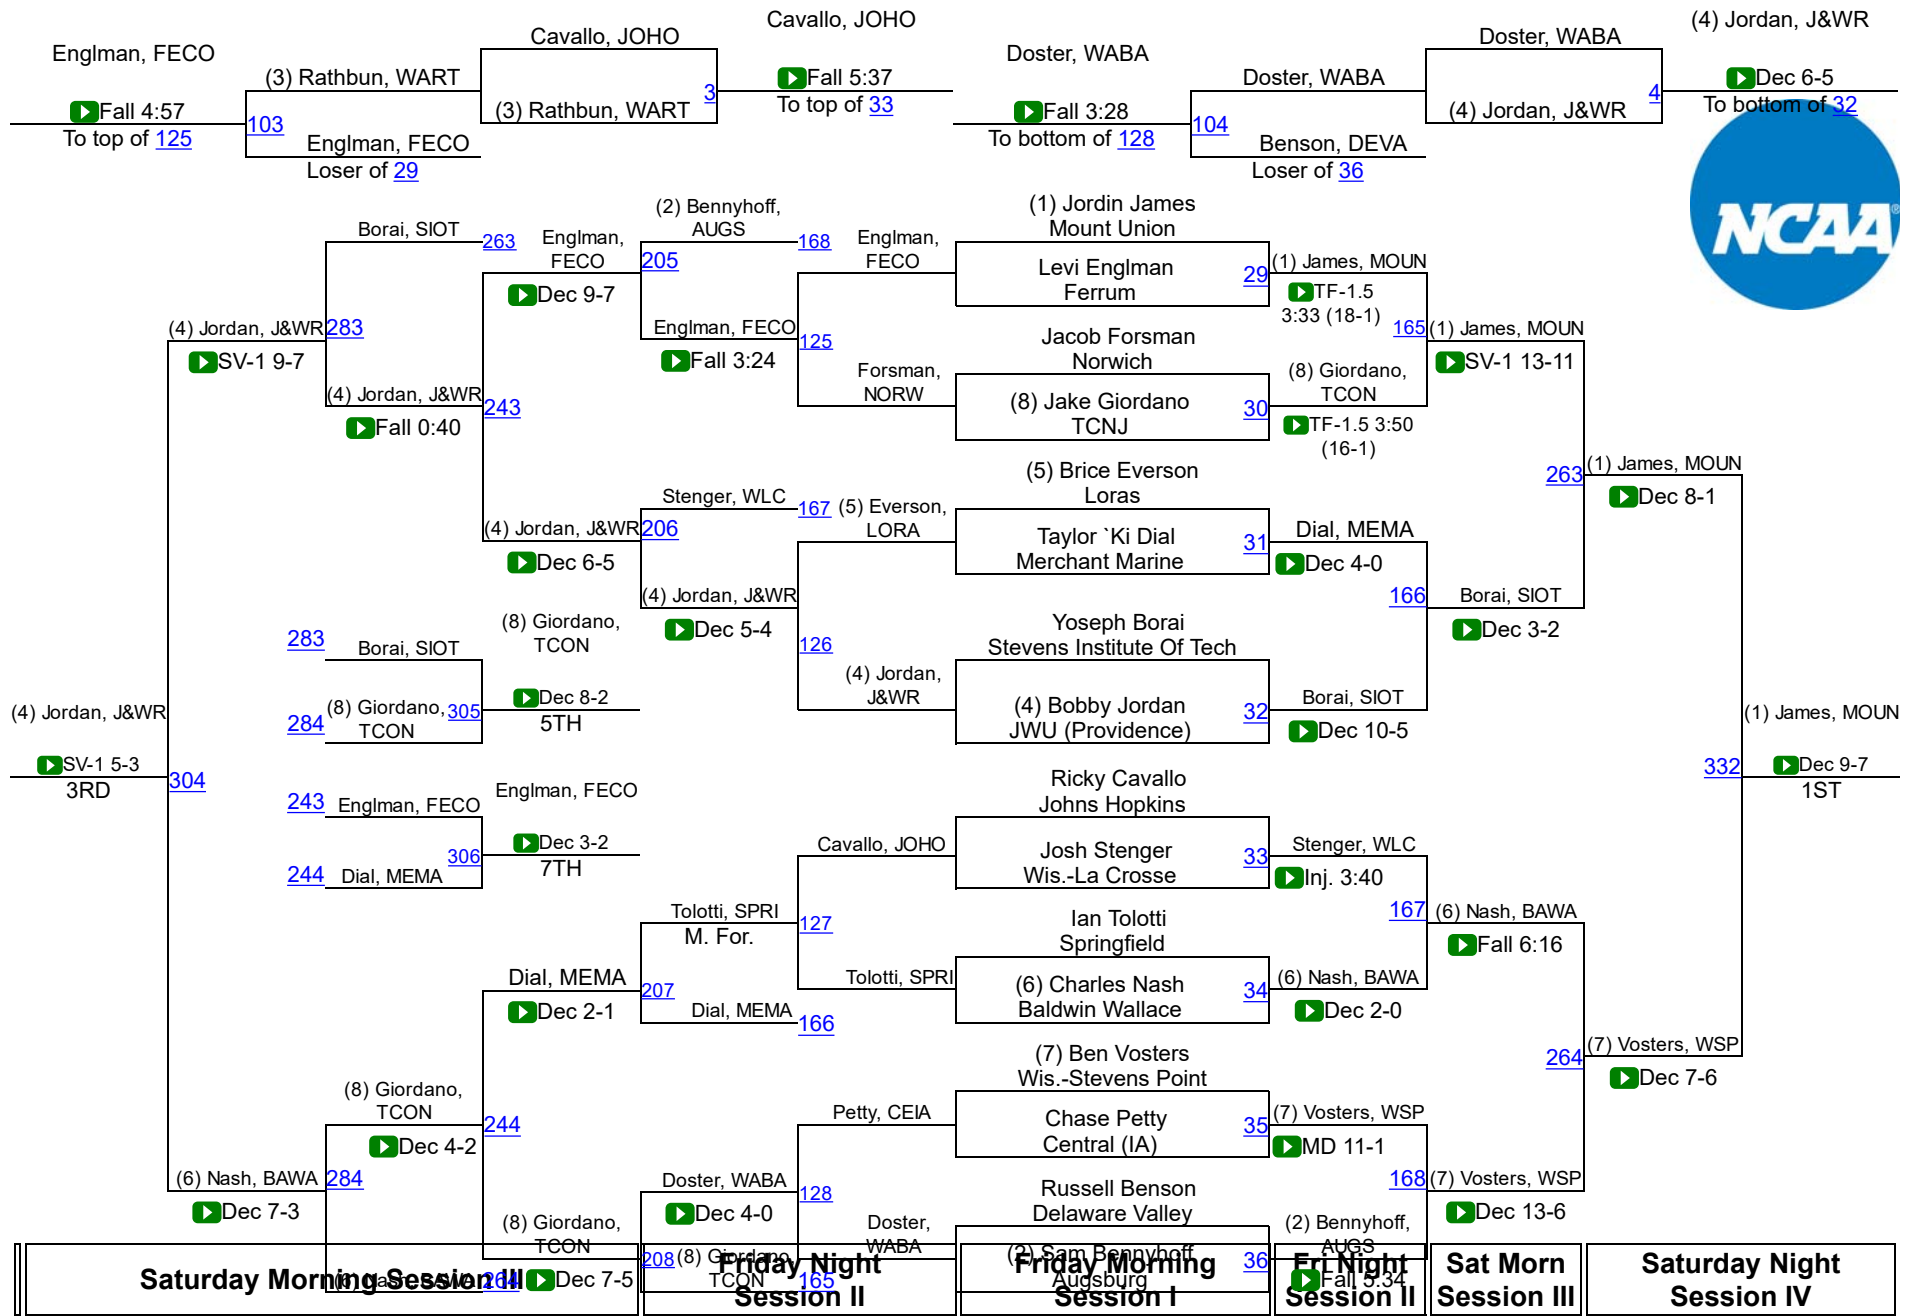 Englman, FECO
Fall 4:57
To top of 125
(3) Rathbun, WART
103
Englman, FECO
Loser of 29
Cavallo, JOHO
(3) Rathbun, WART
3
Cavallo, JOHO
Fall 5:37
To top of 33
Doster, WABA
Fall 3:28
To bottom of 128
Doster, WABA
104
Benson, DEVA
Loser of 36
Doster, WABA
(4) Jordan, J&WR
4
(4) Jordan, J&WR
Dec 6-5
To bottom of 32
NCAA
(4) Jordan, J&WR
SV-1 5-3
3RD
304
(4) Jordan, J&WR
SV-1 9-7
Borai, SIOT
263
283
(4) Jordan, J&WR
Fall 0:40
243
Englman,
FECO
Dec 9-7
(2) Bennyhoff,
AUGS
168
205
Englman, FECO
Fall 3:24
125
Englman,
FECO
Forsman,
NORW
(4) Jordan, J&WR
Dec 6-5
Stenger, WLC
167
206
(4) Jordan, J&WR
Dec 5-4
126
(5) Everson,
LORA
(4) Jordan,
J&WR
283
Borai, SIOT
284
(8) Giordano,
TCON
305
(8) Giordano,
TCON
Dec 8-2
5TH
243
Englman, FECO
244
Dial, MEMA
306
Englman, FECO
Dec 3-2
7TH
(6) Nash, BAWA
Dec 7-3
284
(8) Giordano,
TCON
Dec 4-2
244
(6) Nash, BAWA
264
Dial, MEMA
Dec 2-1
Tolotti, SPRI
M. For.
207
Dial, MEMA
166
127
Cavallo, JOHO
Tolotti, SPRI
(8) Giordano,
TCON
Dec 7-5
Doster, WABA
Dec 4-0
208
(8) Giordano,
TCON
165
128
Petty, CEIA
Doster,
WABA
(1) Jordin James
Mount Union
Levi Englman
Ferrum
29
Jacob Forsman
Norwich
(8) Jake Giordano
TCNJ
30
(5) Brice Everson
Loras
Taylor `Ki Dial
Merchant Marine
31
Yoseph Borai
Stevens Institute Of Tech
(4) Bobby Jordan
JWU (Providence)
32
Ricky Cavallo
Johns Hopkins
Josh Stenger
Wis.-La Crosse
33
Ian Tolotti
Springfield
(6) Charles Nash
Baldwin Wallace
34
(7) Ben Vosters
Wis.-Stevens Point
Chase Petty
Central (IA)
35
Russell Benson
Delaware Valley
(2) Sam Bennyhoff
Augsburg
36
(1) James, MOUN
TF-1.5
3:33 (18-1)
165
(8) Giordano,
TCON
TF-1.5 3:50
(16-1)
Dial, MEMA
Dec 4-0
166
Borai, SIOT
Dec 10-5
Stenger, WLC
Inj. 3:40
167
(6) Nash, BAWA
Dec 2-0
(7) Vosters, WSP
MD 11-1
168
(2) Bennyhoff,
AUGS
Fall 5:34
(1) James, MOUN
SV-1 13-11
263
Borai, SIOT
Dec 3-2
(6) Nash, BAWA
Fall 6:16
264
(7) Vosters, WSP
Dec 13-6
(1) James, MOUN
Dec 8-1
332
(7) Vosters, WSP
Dec 7-6
(1) James, MOUN
Dec 9-7
1ST
Saturday Morning Session III
Friday Night
Session II
Friday Morning
Session I
Fri Night
Session II
Sat Morn
Session III
Saturday Night
Session IV